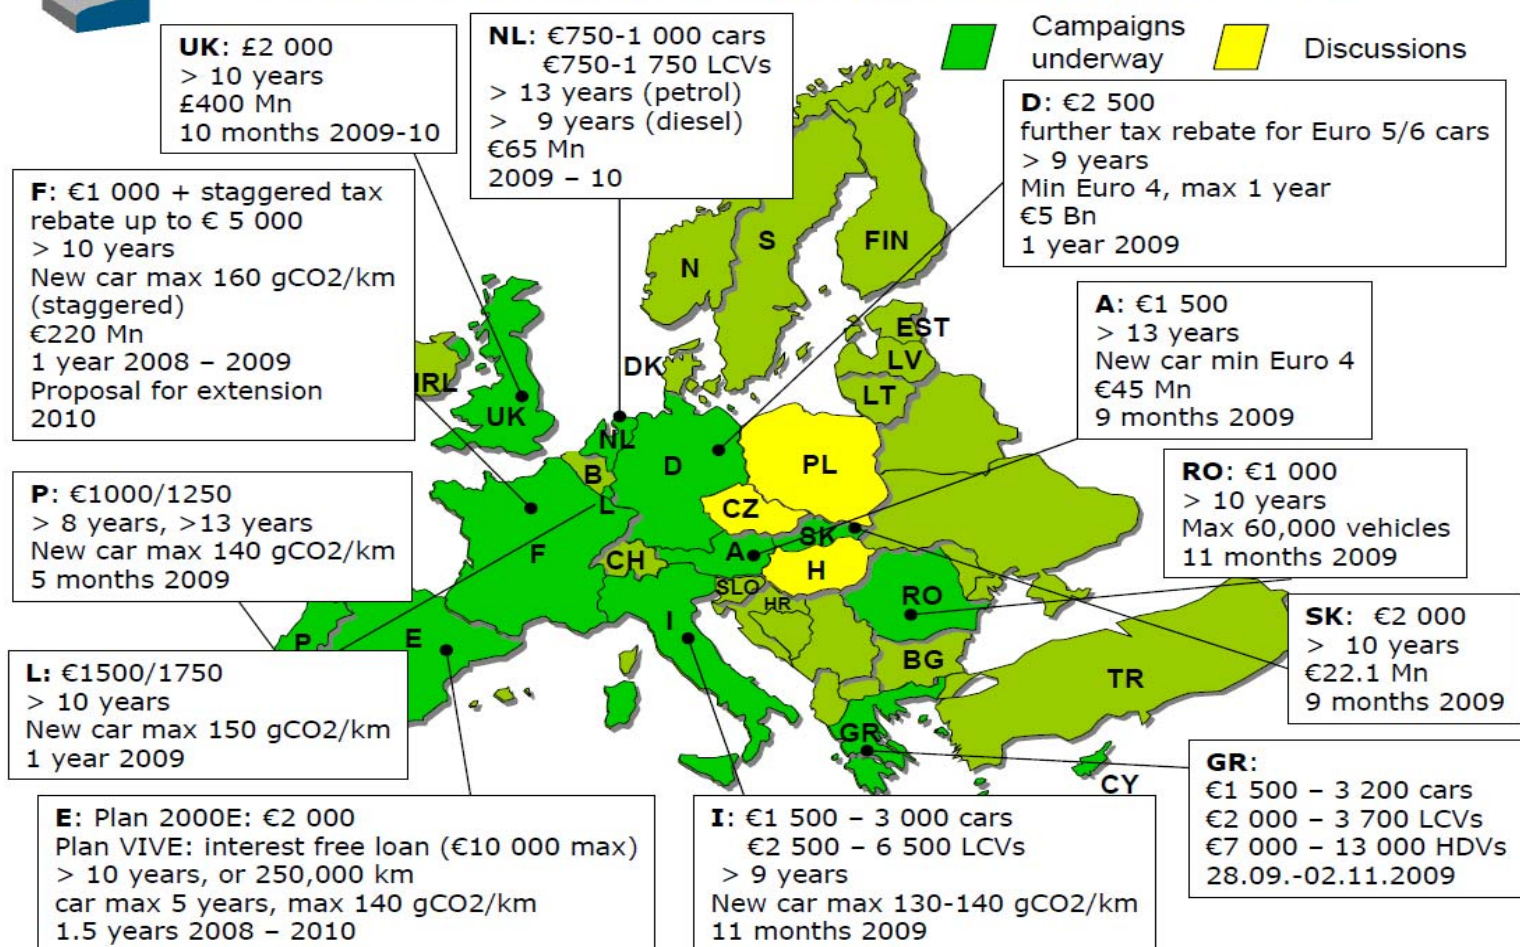 Campaigns
underway
Discussions
UK: £2 000
> 10 years
£400 Mn
10 months 2009-10
NL: €750-1 000 cars
€750-1 750 LCVs
> 13 years (petrol)
> 9 years (diesel)
€65 Mn
2009 – 10
D: €2 500
further tax rebate for Euro 5/6 cars
> 9 years
Min Euro 4, max 1 year
€5 Bn
1 year 2009
F: €1 000 + staggered tax
rebate up to € 5 000
> 10 years
New car max 160 gCO2/km
(staggered)
€220 Mn
1 year 2008 – 2009
Proposal for extension
2010
A: €1 500
> 13 years
New car min Euro 4
€45 Mn
9 months 2009
P: €1000/1250
> 8 years, >13 years
New car max 140 gCO2/km
5 months 2009
RO: €1 000
> 10 years
Max 60,000 vehicles
11 months 2009
L: €1500/1750
> 10 years
New car max 150 gCO2/km
1 year 2009
SK: €2 000
> 10 years
€22.1 Mn
9 months 2009
GR:
€1 500 – 3 200 cars
€2 000 – 3 700 LCVs
€7 000 – 13 000 HDVs
28.09.-02.11.2009
E: Plan 2000E: €2 000
Plan VIVE: interest free loan (€10 000 max)
> 10 years, or 250,000 km
car max 5 years, max 140 gCO2/km
1.5 years 2008 – 2010
I: €1 500 – 3 000 cars
€2 500 – 6 500 LCVs
> 9 years
New car max 130-140 gCO2/km
11 months 2009
N
S
FIN
EST
LV
LT
DK
IRL
UK
NL
B
L
D
PL
CZ
SK
F
CH
A
H
SLO
HR
RO
I
P
E
BG
TR
GR
CY